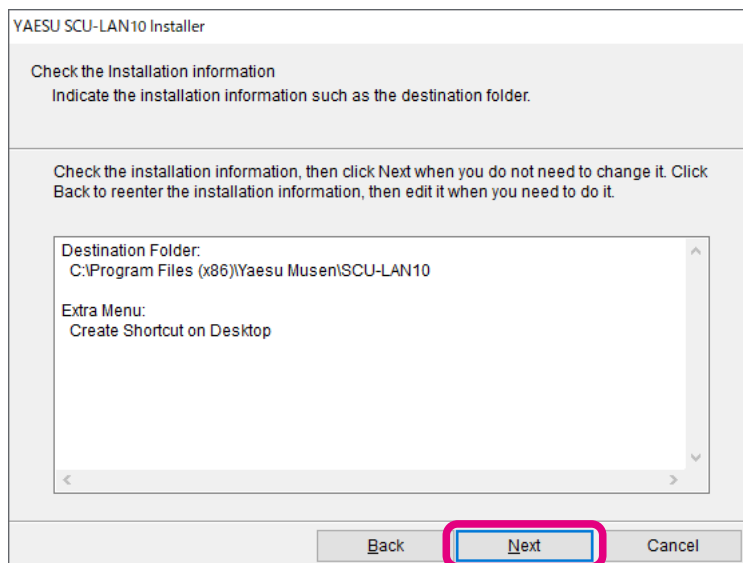 YAESU SCU-LAN10 Installer
Check the Installation information
Indicate the installation information such as the destination folder.
Check the installation information, then click Next when you do not need to change it. Click
Back to reenter the installation information, then edit it when you need to do it.
Destination Folder:
C:\Program Files (x86)\Yaesu Musen\SCU-LAN10
Extra Menu:
Create Shortcut on Desktop
Back Next Cancel